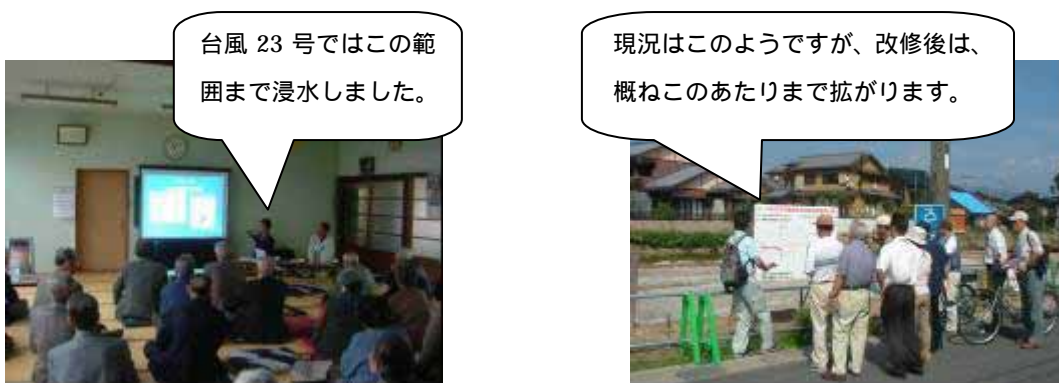 台風 23 号ではこの範
囲まで浸水しました。
現況はこのようですが、改修後は、
概ねこのあたりまで拡がります。